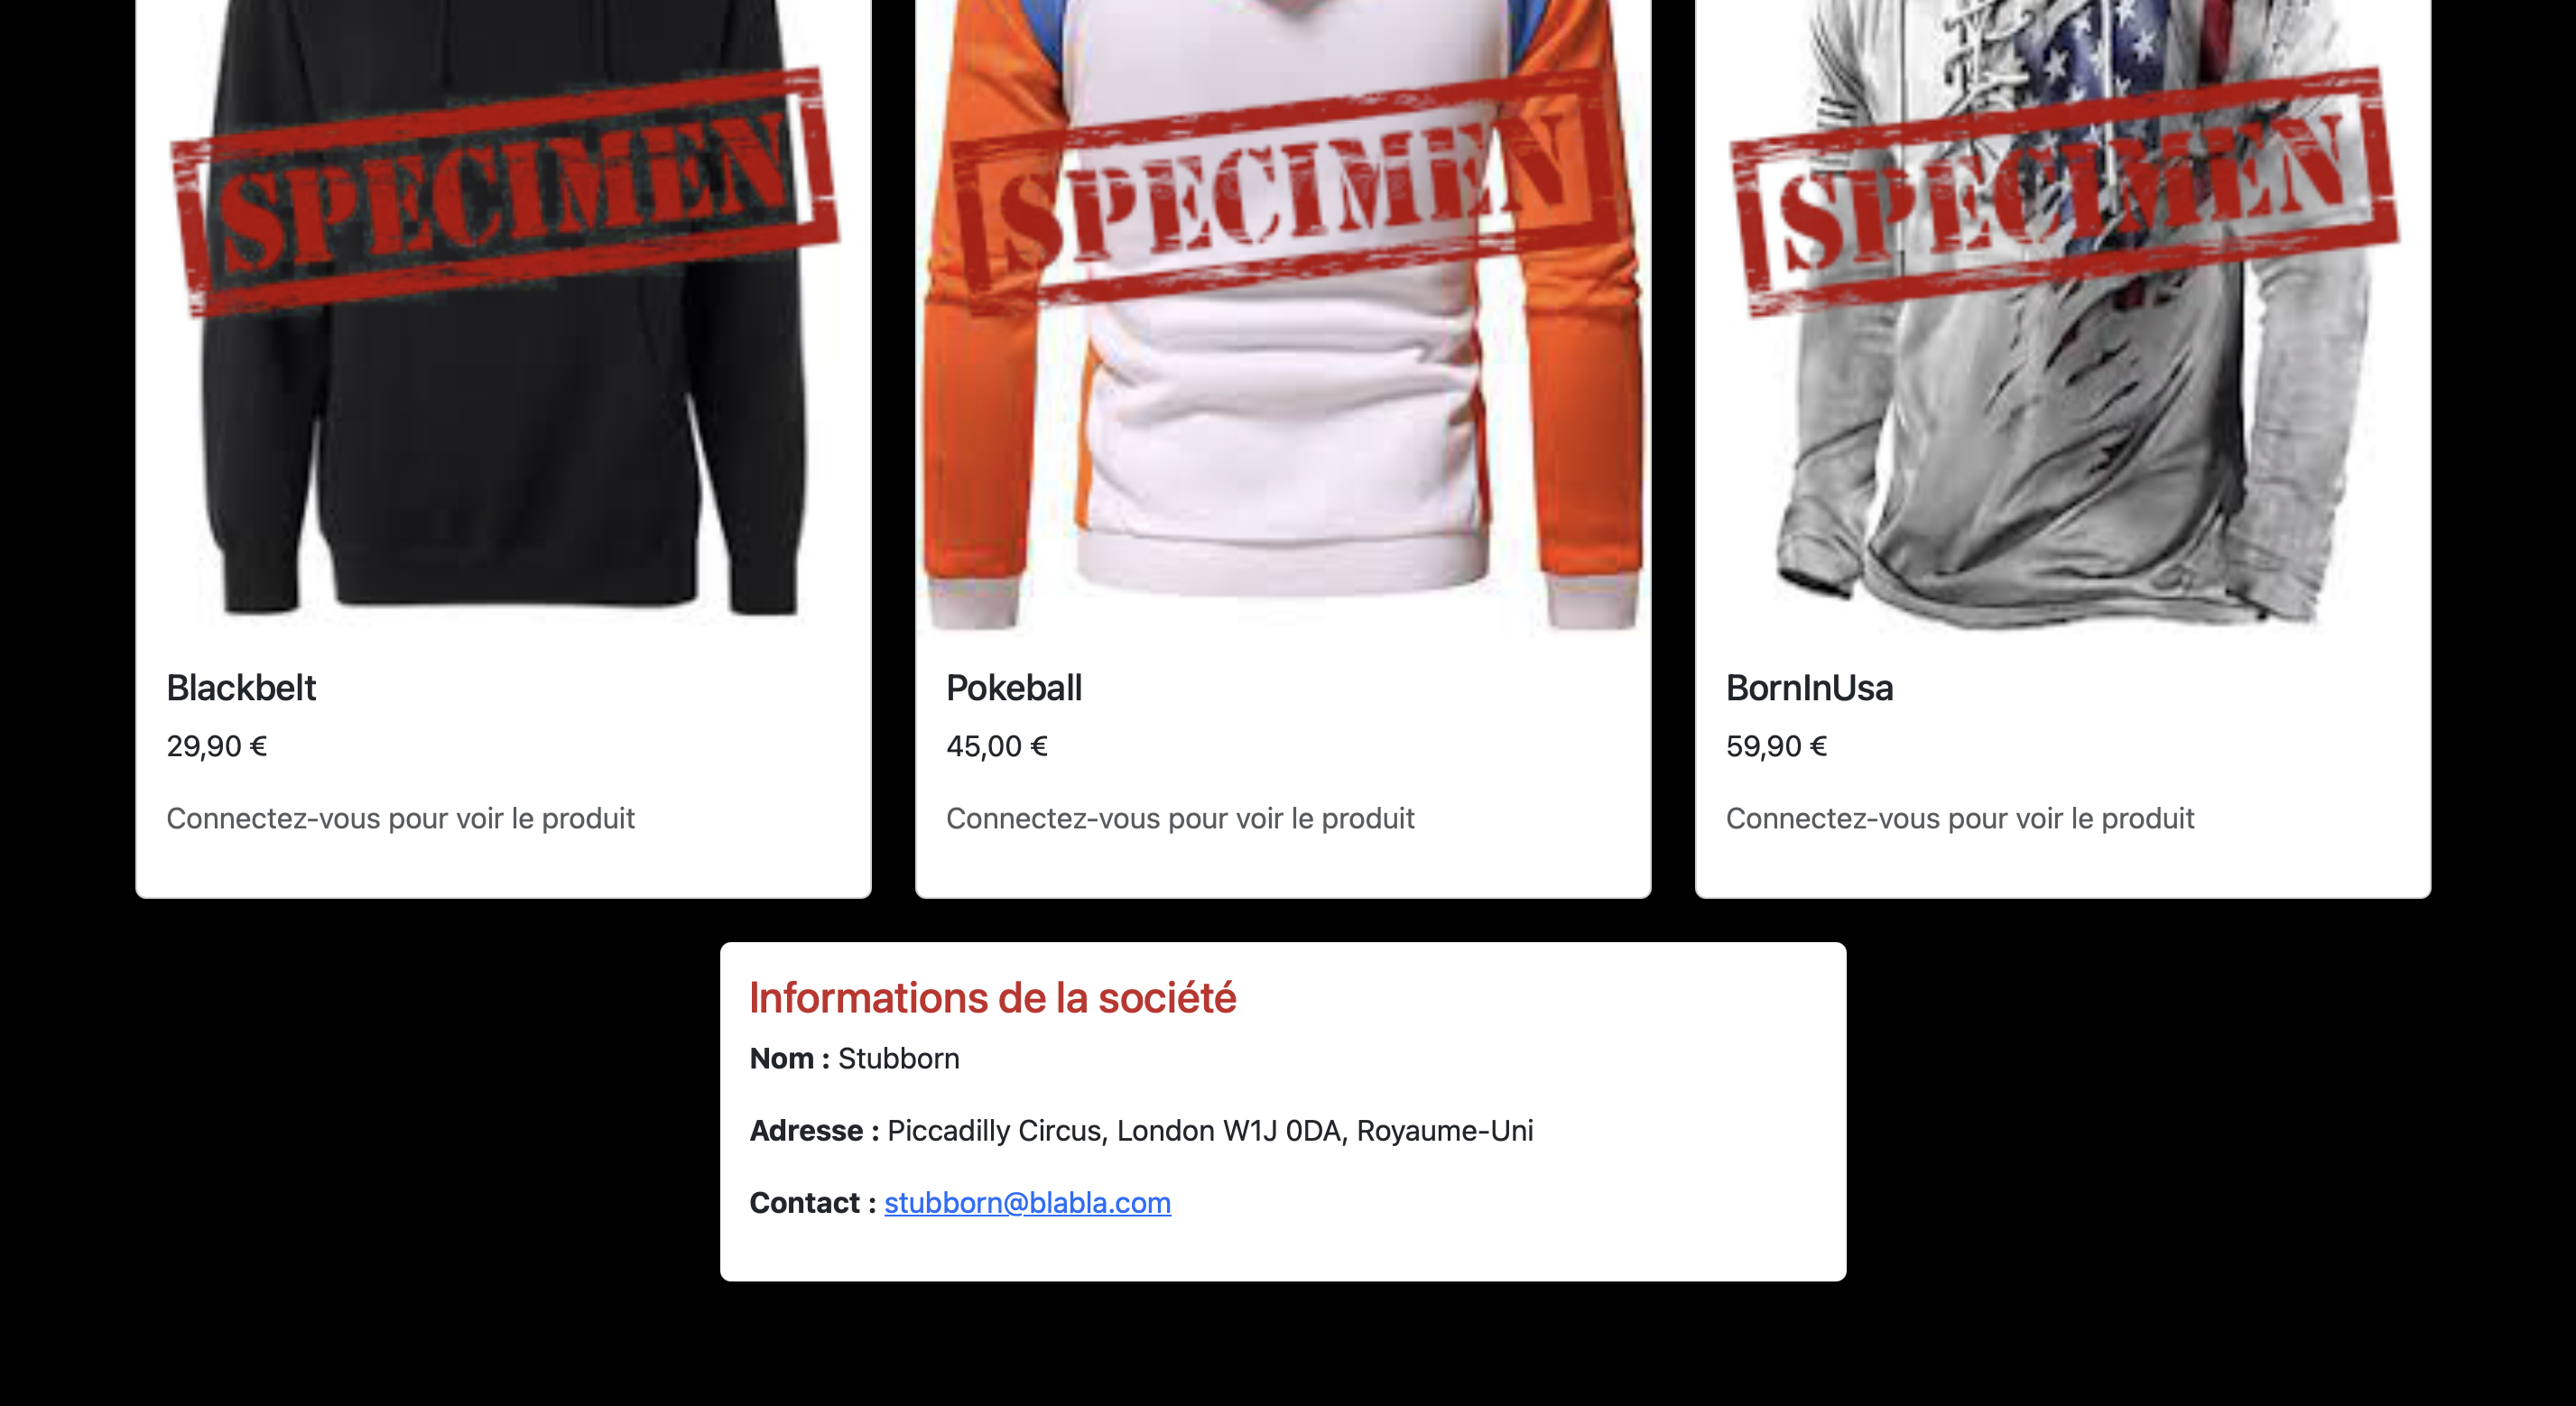 SPECIMEN
SPECIMEN
SPECIMEN
Blackbelt
29,90 €
Connectez-vous pour voir le produit
Pokeball
45,00 €
Connectez-vous pour voir le produit
BornInUsa
59,90 €
Connectez-vous pour voir le produit
Informations de la société
Nom : Stubborn
Adresse : Piccadilly Circus, London W1J 0DA, Royaume-Uni
Contact : stubborn@blabla.com